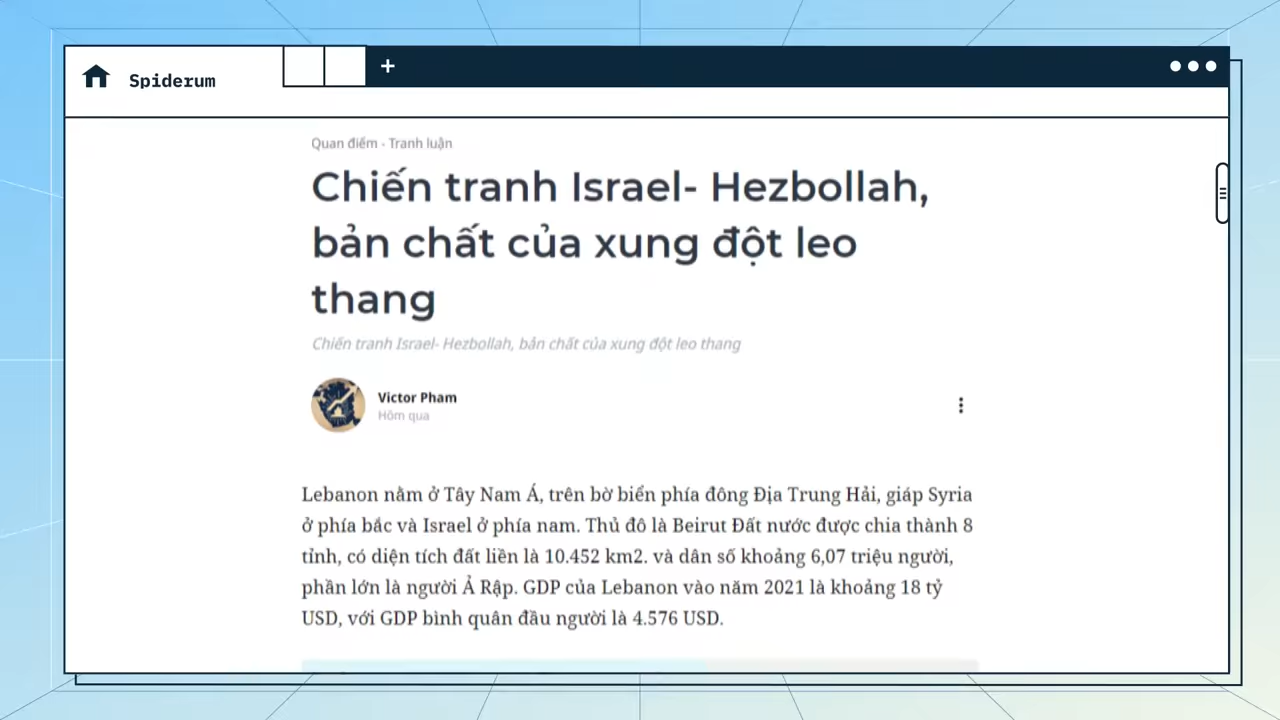 Spiderum
Quan điểm - Tranh luận
Chiến tranh Israel- Hezbollah,
bản chất của xung đột leo
thang
Chiến tranh Israel- Hezbollah, bản chất của xung đột leo thang
Victor Pham
Hôm qua
Lebanon nằm ở Tây Nam Á, trên bờ biển phía đông Địa Trung Hải, giáp Syria
ở phía bắc và Israel ở phía nam. Thủ đô là Beirut Đất nước được chia thành 8
tỉnh, có diện tích đất liền là 10.452 km2. và dân số khoảng 6,07 triệu người,
phần lớn là người Ả Rập. GDP của Lebanon vào năm 2021 là khoảng 18 tỷ
USD, với GDP bình quân đầu người là 4.576 USD.